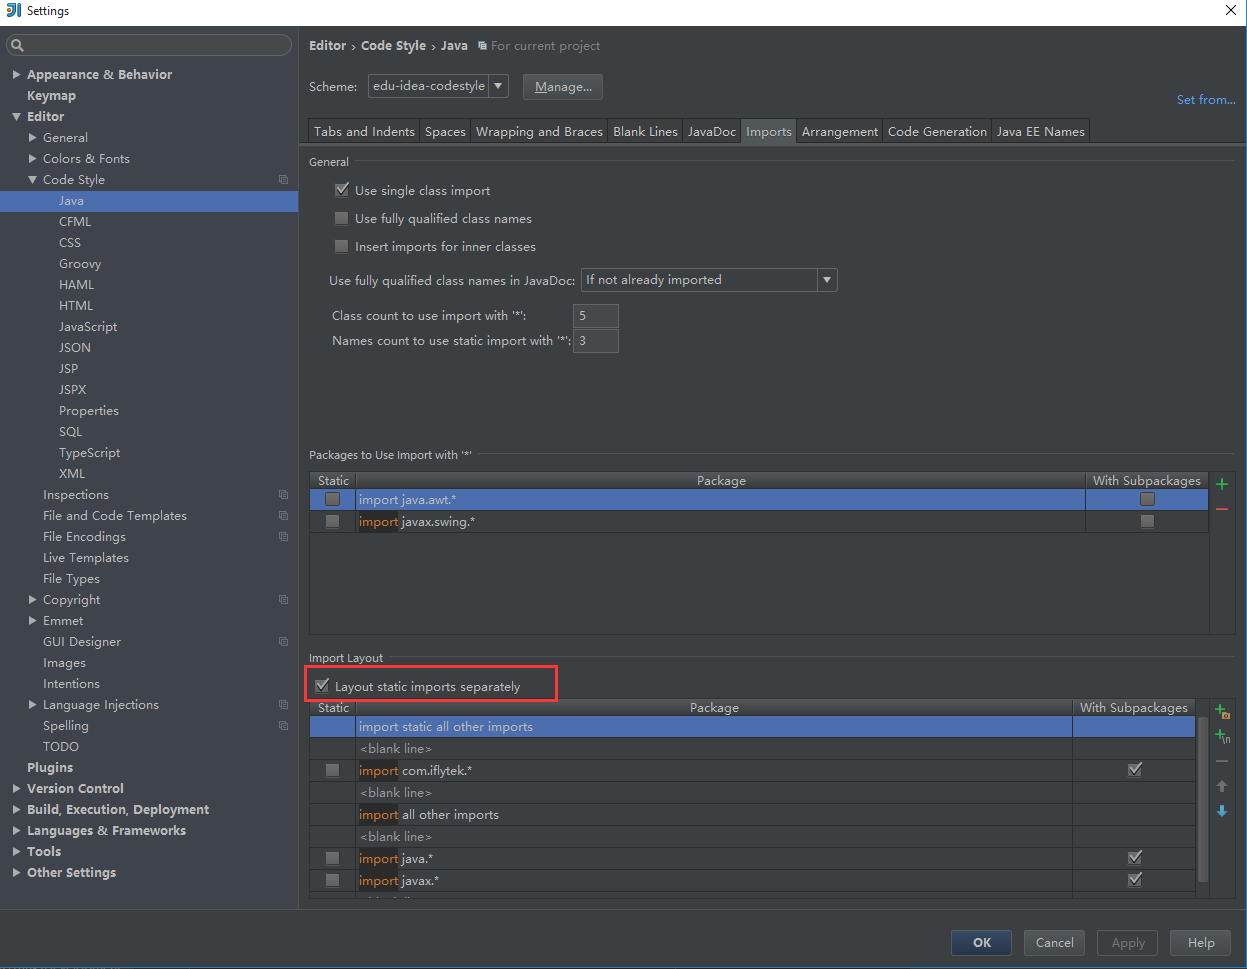 Settings
Editor › Code Style › Java For current project
Scheme: edu-idea-codestyle Manage...
Set from...
Tabs and Indents Spaces Wrapping and Braces Blank Lines JavaDoc Imports Arrangement Code Generation Java EE Names
Appearance & Behavior
Keymap
Editor
General
Colors & Fonts
Code Style
Java
CFML
CSS
Groovy
HAML
HTML
JavaScript
JSON
JSP
JSPX
Properties
SQL
TypeScript
XML
Inspections
File and Code Templates
File Encodings
Live Templates
File Types
Copyright
Emmet
GUI Designer
Images
Intentions
Language Injections
Spelling
TODO
Plugins
Version Control
Build, Execution, Deployment
Languages & Frameworks
Tools
Other Settings
General
Use single class import
Use fully qualified class names
Insert imports for inner classes
Use fully qualified class names in JavaDoc: If not already imported
Class count to use import with '*': 5
Names count to use static import with '*': 3
Packages to Use Import with '*'
Static Package With Subpackages
import java.awt.*
import javax.swing.*
Import Layout
Layout static imports separately
Static Package With Subpackages
import static all other imports
<blank line>
import com.iflytek.*
<blank line>
import all other imports
<blank line>
import java.*
import javax.*
OK Cancel Apply Help